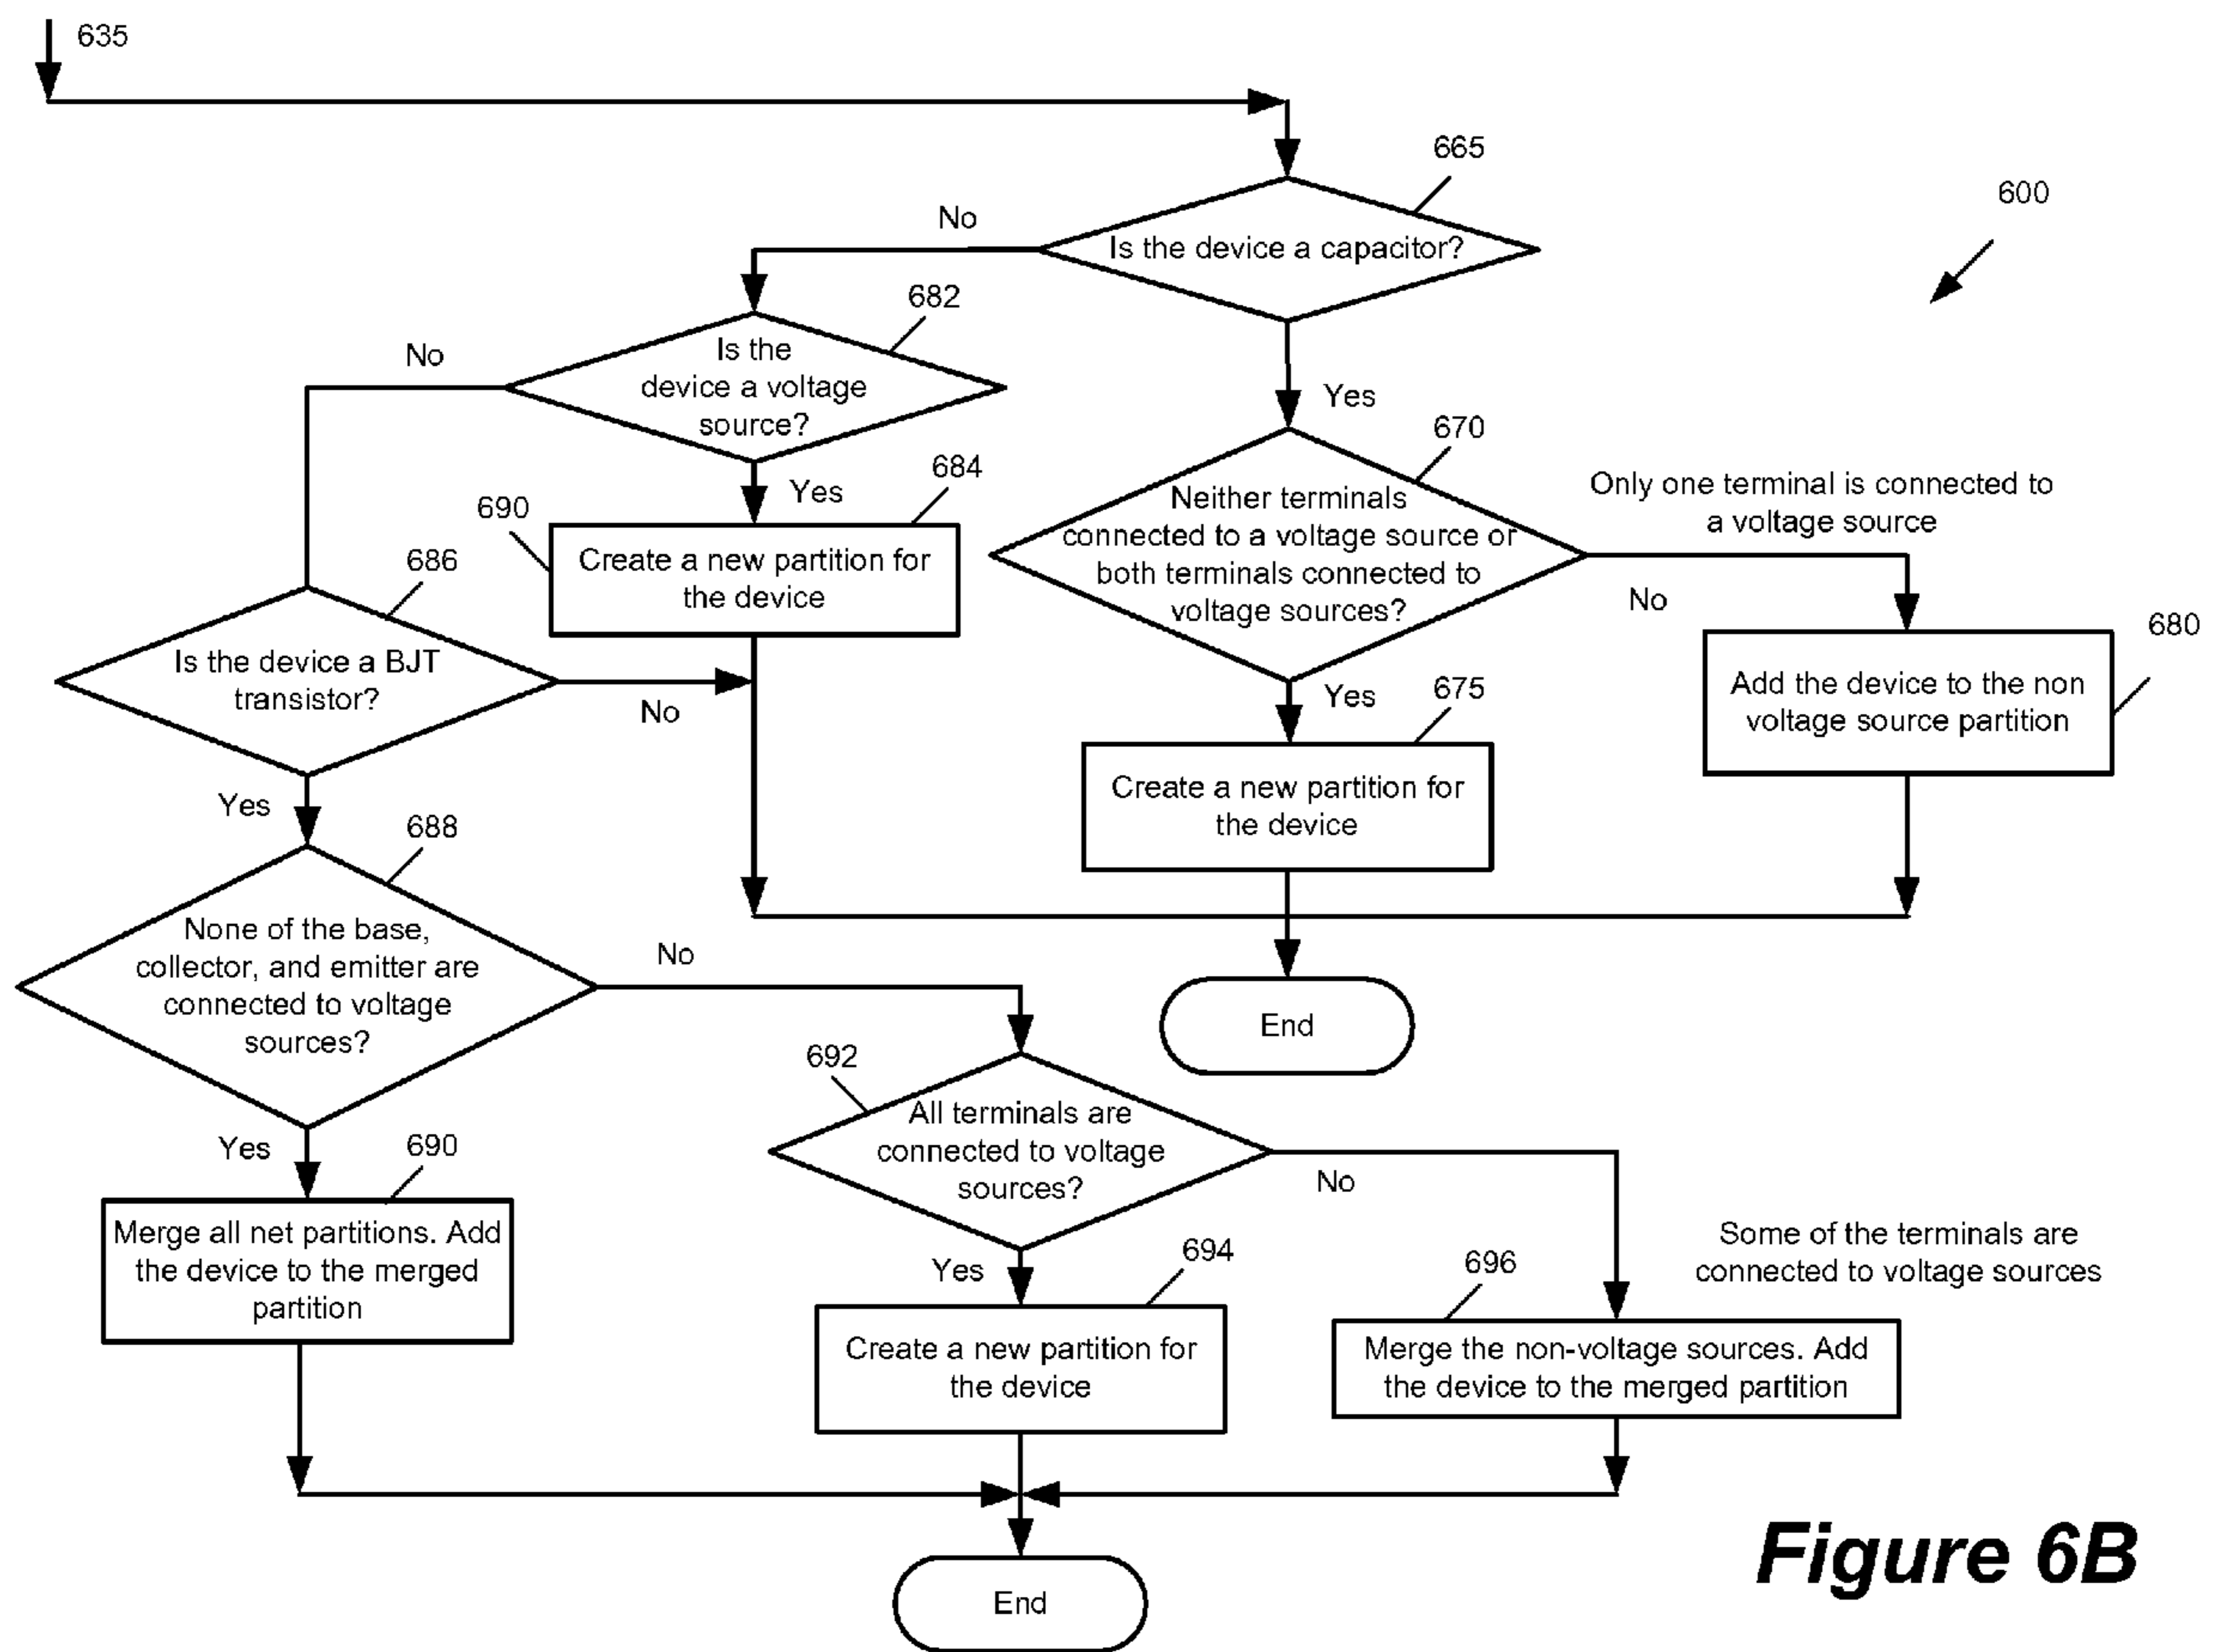 635
665
600
No
Is the device a capacitor?
682
No
Is the
device a voltage
source?
Yes
670
684
Yes
690
Only one terminal is connected to
a voltage source
Neither terminals
connected to a voltage source or
both terminals connected to
voltage sources?
Create a new partition for
the device
686
No
680
Is the device a BJT
transistor?
No
Yes
675
Add the device to the non
voltage source partition
Yes
688
Create a new partition for
the device
None of the base,
collector, and emitter are
connected to voltage
sources?
No
End
692
All terminals are
connected to voltage
sources?
Yes
690
No
Merge all net partitions. Add
the device to the merged
partition
Yes
694
696
Some of the terminals are
connected to voltage sources
Create a new partition for
the device
Merge the non-voltage sources. Add
the device to the merged partition
End
Figure 6B